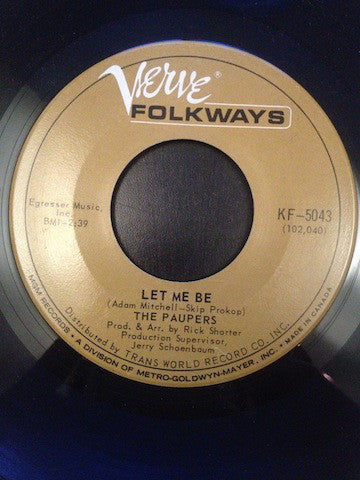 Verve®
FOLKWAYS
Egresser Music,
Inc.
BMI-2:39
KF-5043
(102,040)
LET ME BE
(Adam Mitchell-Skip Prokop)
THE PAUPERS
Prod. & Arr. by Rick Shorter
Production Supervisor,
Jerry Schoenbaum
Distributed by TRANS WORLD RECORD CO. INC.
MGM RECORDS • A DIVISION OF METRO-GOLDWYN-MAYER, INC. • MADE IN CANADA